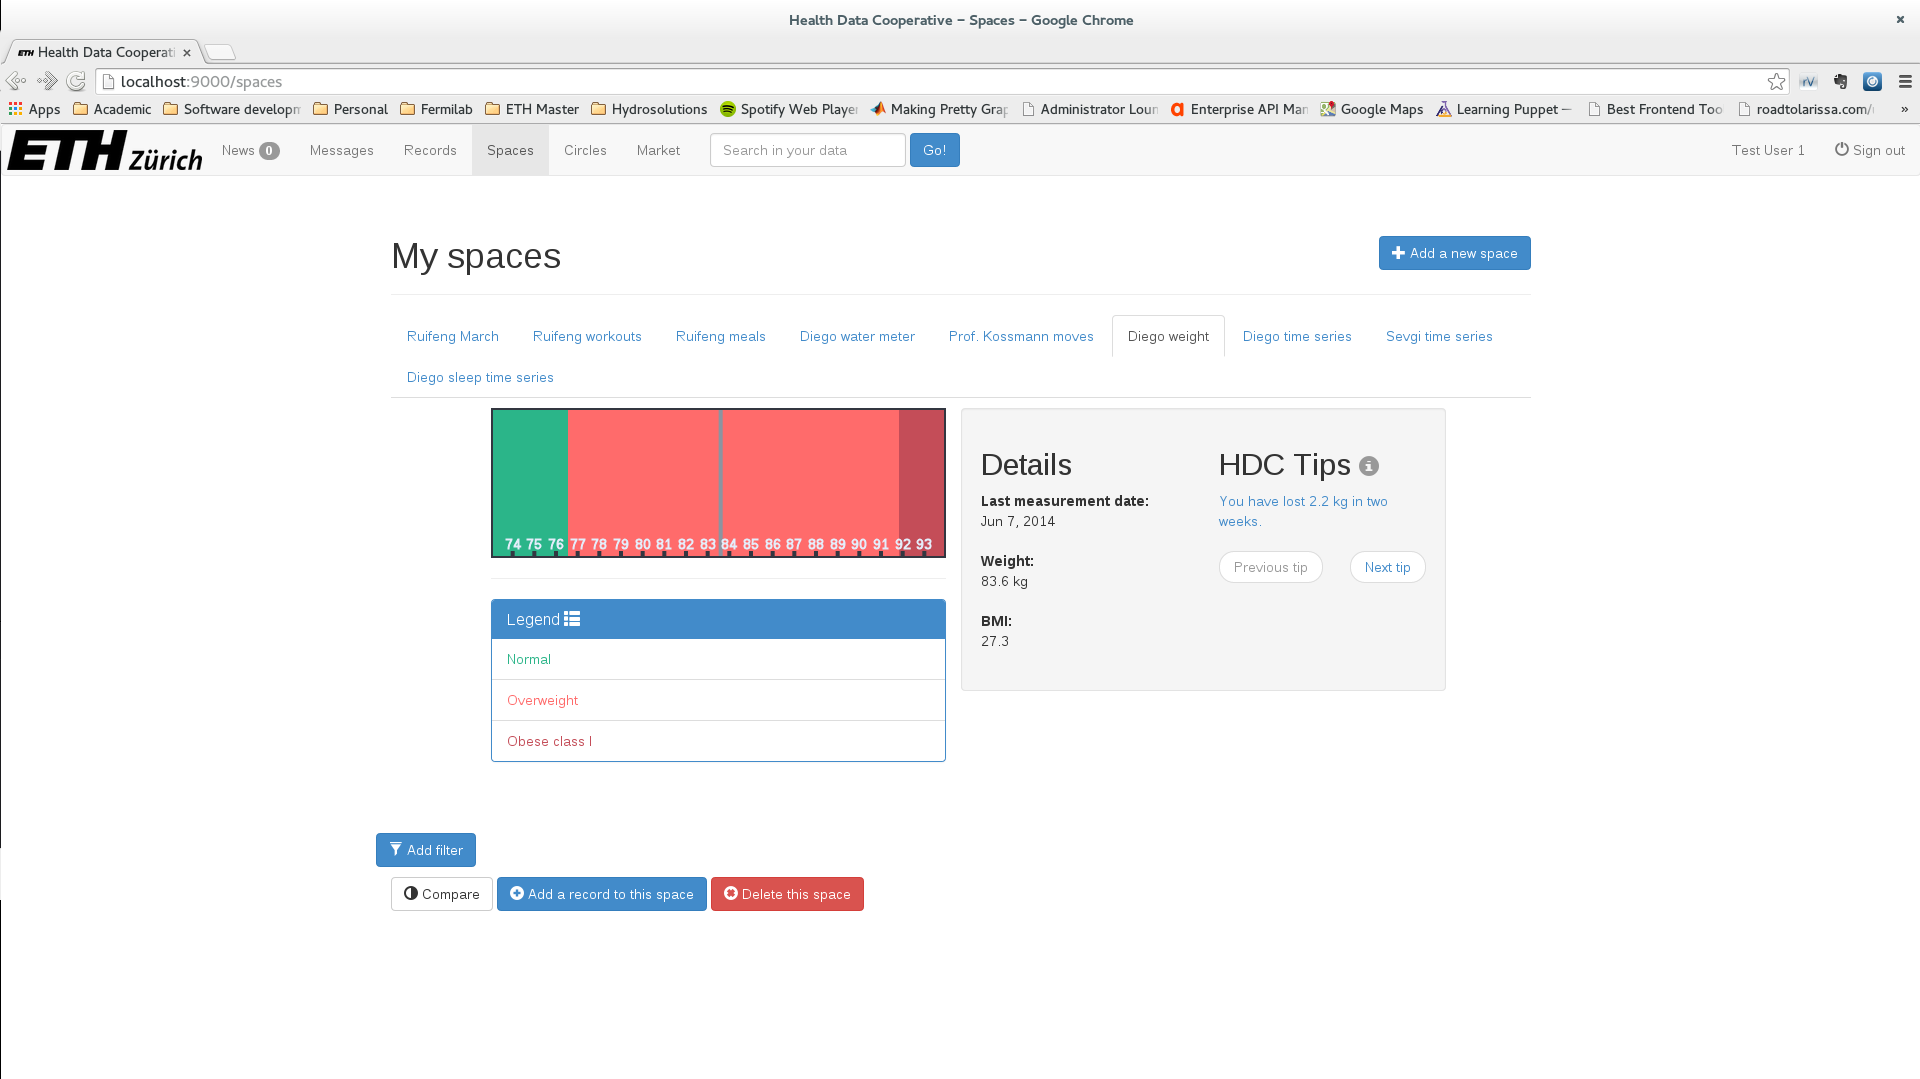 Health Data Cooperative – Spaces – Google Chrome
ETH Health Data Cooperati
localhost:9000/spaces
Apps Academic Software developm Personal Fermilab ETH Master Hydrosolutions Spotify Web Player Making Pretty Grap Administrator Loun Enterprise API Man Google Maps Learning Puppet — Best Frontend Too roadtolarissa.com/ »
ETH Zürich News 0 Messages Records Spaces Circles Market Search in your data Go! Test User 1 Sign out
My spaces
Add a new space
Ruifeng March Ruifeng workouts Ruifeng meals Diego water meter Prof. Kossmann moves Diego weight Diego time series Sevgi time series
Diego sleep time series
74 75 76 77 78 79 80 81 82 83 84 85 86 87 88 89 90 91 92 93
Legend
Normal
Overweight
Obese class I
Details
Last measurement date:
Jun 7, 2014
Weight:
83.6 kg
BMI:
27.3
HDC Tips
You have lost 2.2 kg in two
weeks.
Previous tip Next tip
Add filter
Compare Add a record to this space Delete this space